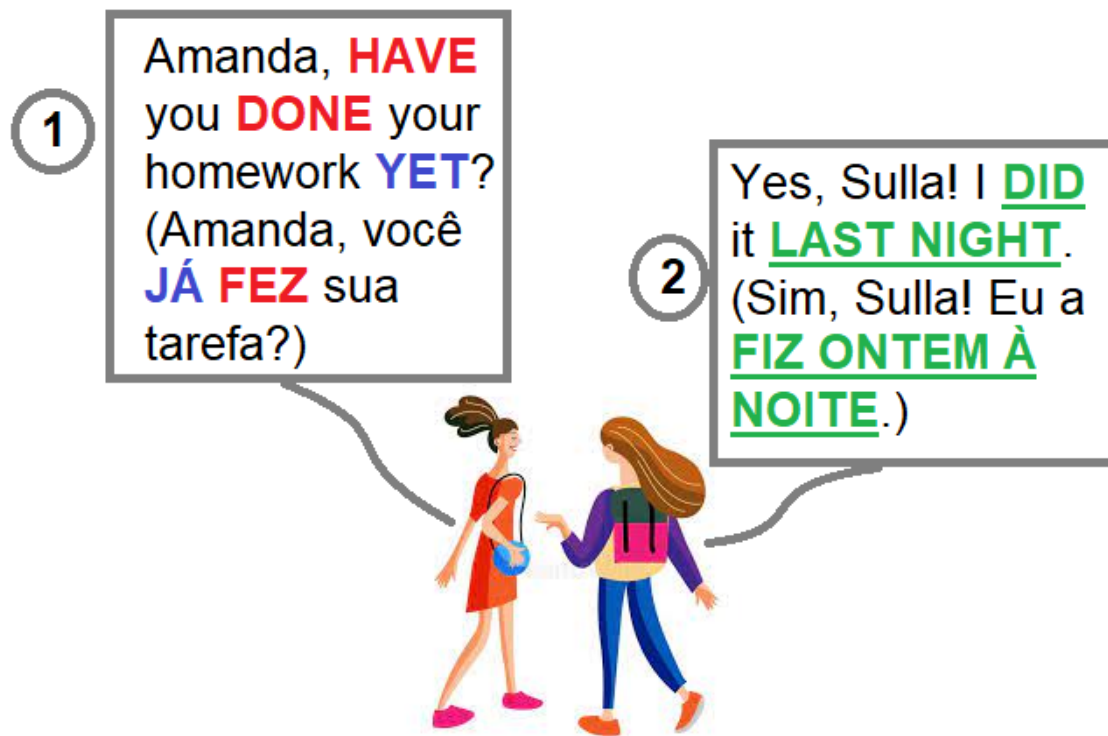 1
Amanda, HAVE
you DONE your
homework YET?
(Amanda, você
JÁ FEZ sua
tarefa?)
2
Yes, Sulla! I DID
it LAST NIGHT.
(Sim, Sulla! Eu a
FIZ ONTEM À
NOITE.)